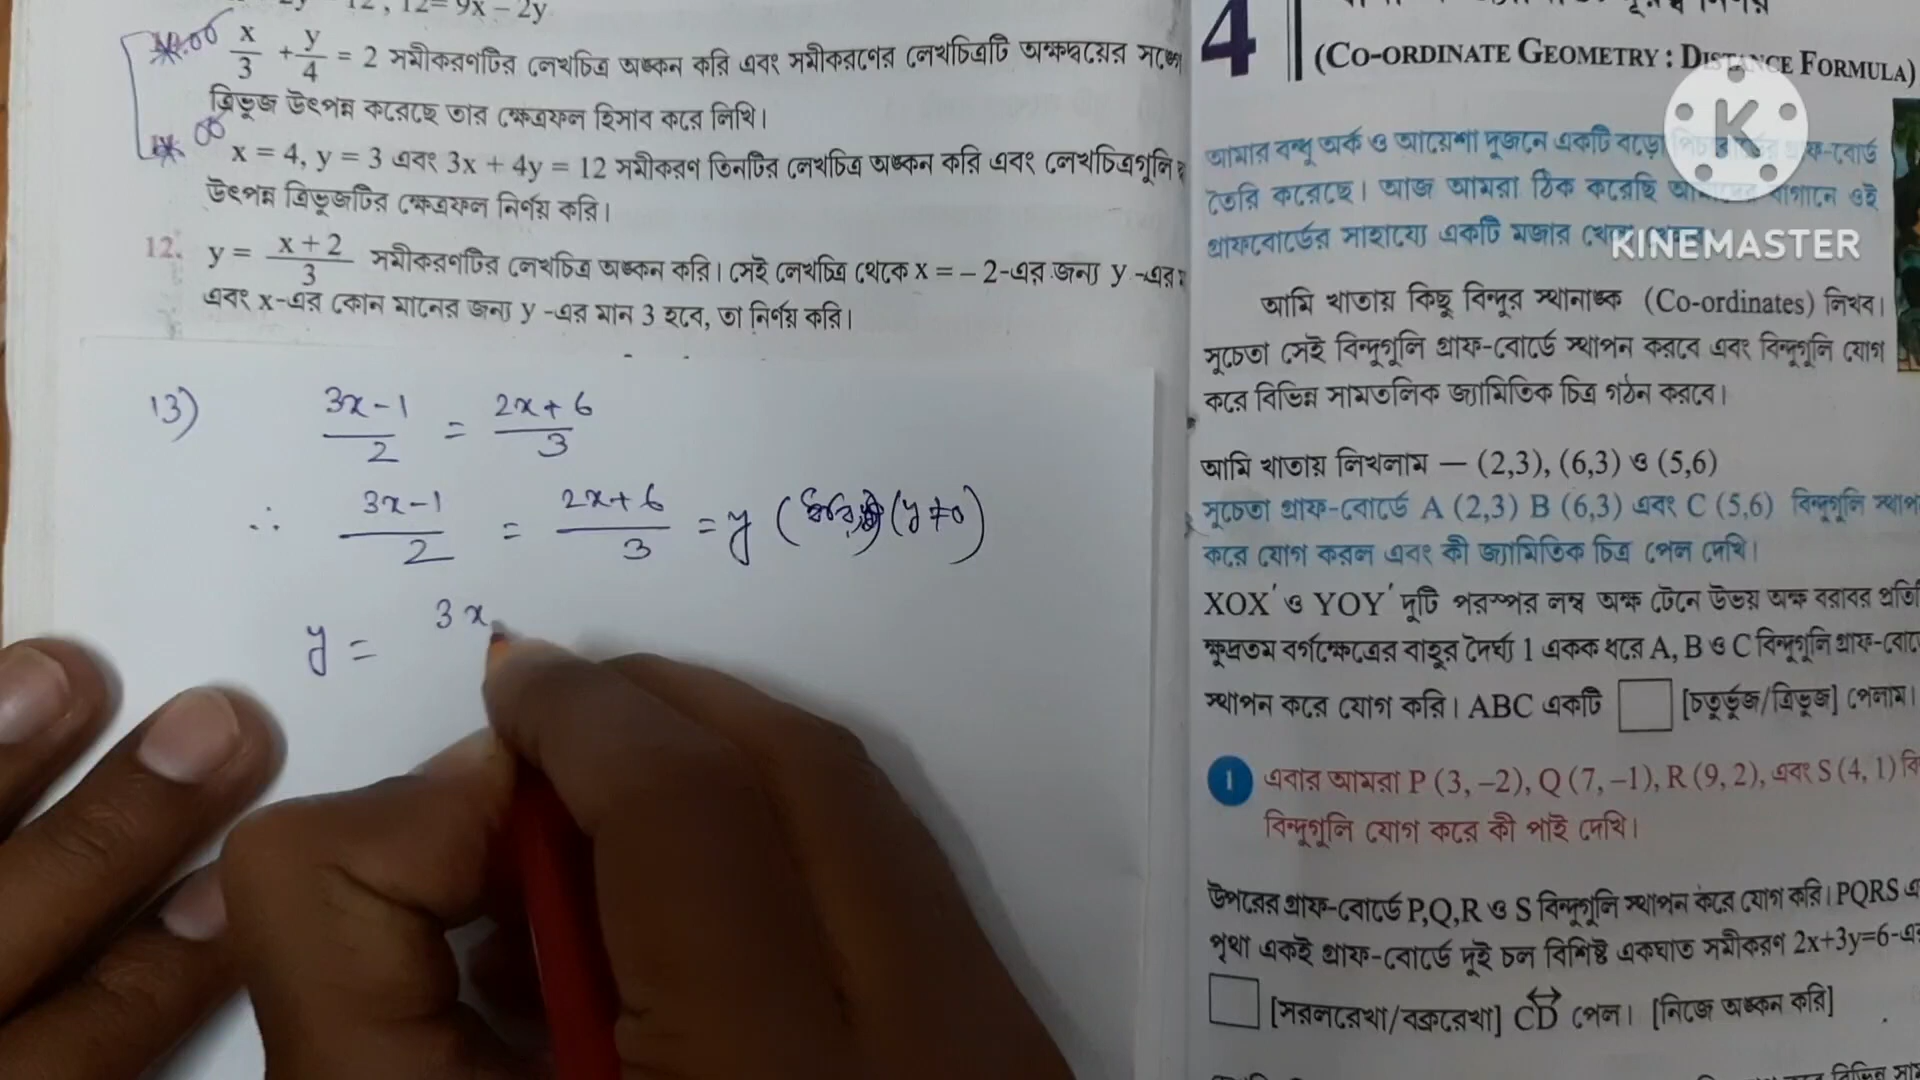 12 , 12 = 9x – 2y
x/3 + y/4 = 2 সমীকরণটির লেখচিত্র অঙ্কন করি এবং সমীকরণের লেখচিত্রটি অক্ষদ্বয়ের সঙ্গে
ত্রিভুজ উৎপন্ন করেছে তার ক্ষেত্রফল হিসাব করে লিখি।
x = 4, y = 3 এবং 3x + 4y = 12 সমীকরণ তিনটির লেখচিত্র অঙ্কন করি এবং লেখচিত্রগুলি
উৎপন্ন ত্রিভুজটির ক্ষেত্রফল নির্ণয় করি।
12. y = (x + 2)/3 সমীকরণটির লেখচিত্র অঙ্কন করি। সেই লেখচিত্র থেকে x = – 2-এর জন্য y -এর
এবং x-এর কোন মানের জন্য y -এর মান 3 হবে, তা নির্ণয় করি।
13) (3x-1)/2 = (2x+6)/3
∴ (3x-1)/2 = (2x+6)/3 = y ( (y≠0)
y = 3x
4
(CO-ORDINATE GEOMETRY : DISTANCE FORMULA)
K
KINEMASTER
আমার বন্ধু অর্ক ও আয়েশা দুজনে একটি বড়ো গ্রাফ-বোর্ড
তৈরি করেছে। আজ আমরা ঠিক করেছি বাগানে ওই
গ্রাফবোর্ডের সাহায্যে একটি মজার
আমি খাতায় কিছু বিন্দুর স্থানাঙ্ক (Co-ordinates) লিখব।
সুচেতা সেই বিন্দুগুলি গ্রাফ-বোর্ডে স্থাপন করবে এবং বিন্দুগুলি যোগ
করে বিভিন্ন সামতলিক জ্যামিতিক চিত্র গঠন করবে।
আমি খাতায় লিখলাম — (2,3), (6,3) ও (5,6)
সুচেতা গ্রাফ-বোর্ডে A (2,3) B (6,3) এবং C (5,6) বিন্দুগুলি
করে যোগ করল এবং কী জ্যামিতিক চিত্র পেল দেখি।
XOX′ ও YOY′ দুটি পরস্পর লম্ব অক্ষ টেনে উভয় অক্ষ বরাবর
ক্ষুদ্রতম বর্গক্ষেত্রের বাহুর দৈর্ঘ্য 1 একক ধরে A, B ও C বিন্দুগুলি
স্থাপন করে যোগ করি। ABC একটি [চতুর্ভুজ/ত্রিভুজ] পেলাম।
1 এবার আমরা P (3, –2), Q (7, –1), R (9, 2), এবং S (4, 1)
বিন্দুগুলি যোগ করে কী পাই দেখি।
উপরের গ্রাফ-বোর্ডে P,Q,R ও S বিন্দুগুলি স্থাপন করে যোগ করি। PQRS
পৃথা একই গ্রাফ-বোর্ডে দুই চল বিশিষ্ট একঘাত সমীকরণ 2x+3y=6-এর
[সরলরেখা/বক্ররেখা] CD পেল। [নিজে অঙ্কন করি]